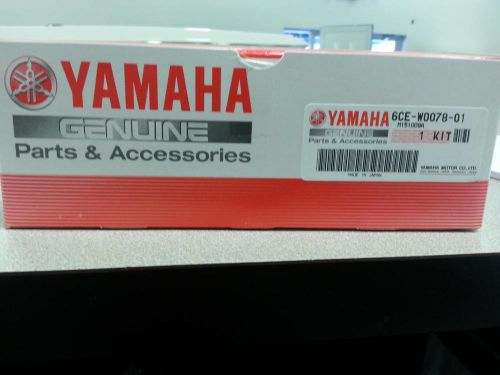 YAMAHA
GENUINE
Parts & Accessories
YAMAHA 6CE-W0078-01
GENUINE
Parts & Accessories
1 KIT
YAMAHA MOTOR CO.,LTD.
MADE IN JAPAN